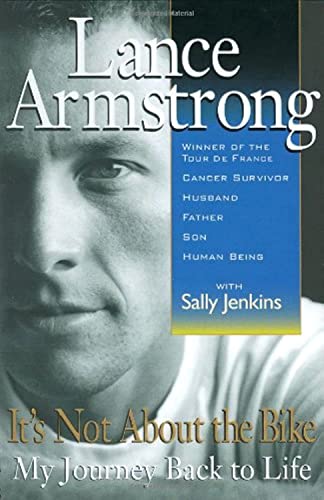 Lance
Armstrong
WINNER OF THE
TOUR DE FRANCE
CANCER SURVIVOR
HUSBAND
FATHER
SON
HUMAN BEING
WITH
Sally Jenkins
It's Not About the Bike
My Journey Back to Life